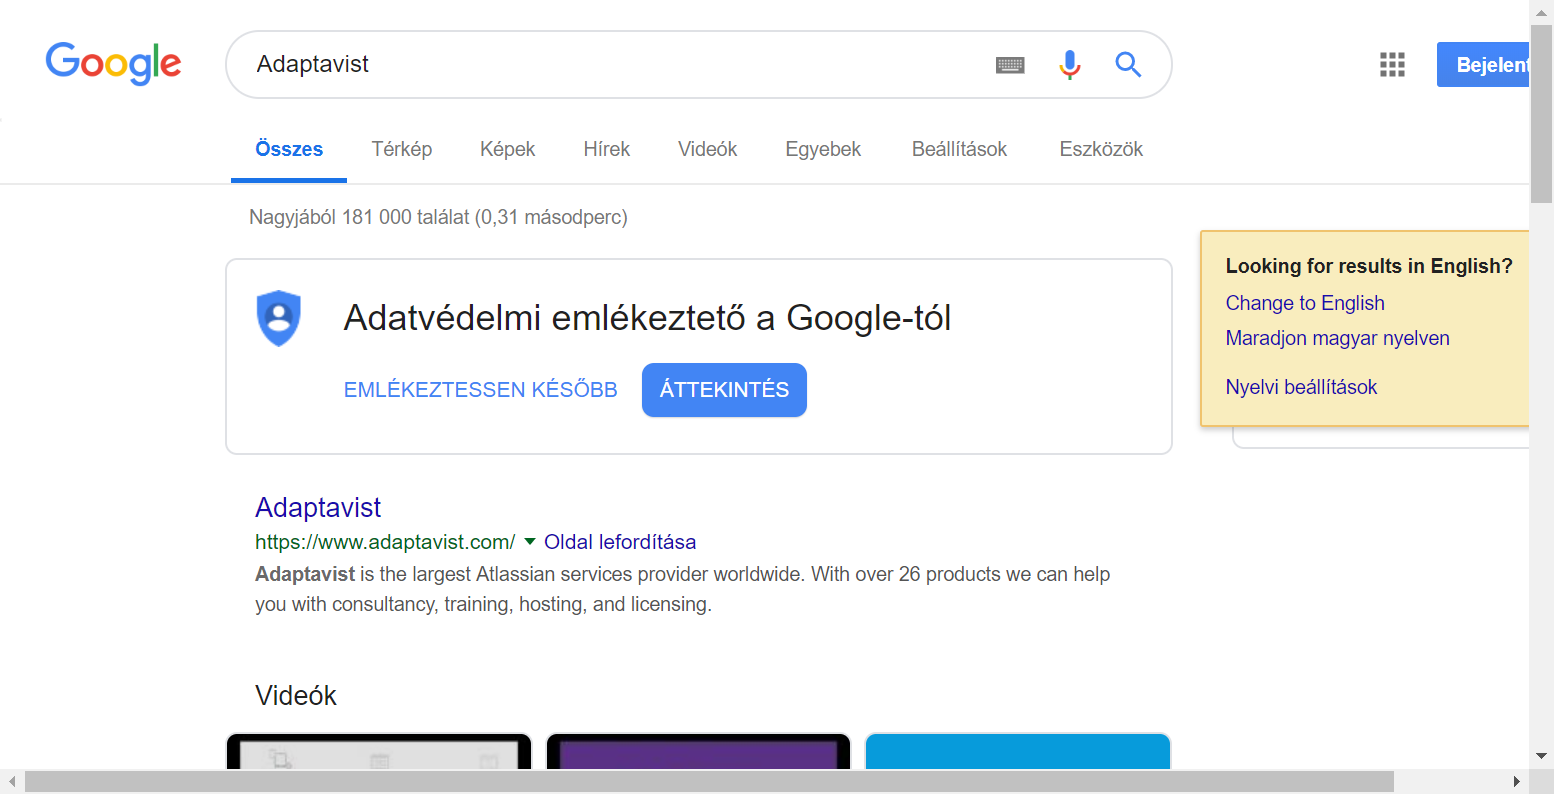 Google
Adaptavist
Bejelent
Összes Térkép Képek Hírek Videók Egyebek Beállítások Eszközök
Nagyjából 181 000 találat (0,31 másodperc)
Adatvédelmi emlékeztető a Google-tól
EMLÉKEZTESSEN KÉSŐBB ÁTTEKINTÉS
Looking for results in English?
Change to English
Maradjon magyar nyelven
Nyelvi beállítások
Adaptavist
https://www.adaptavist.com/ Oldal lefordítása
Adaptavist is the largest Atlassian services provider worldwide. With over 26 products we can help
you with consultancy, training, hosting, and licensing.
Videók